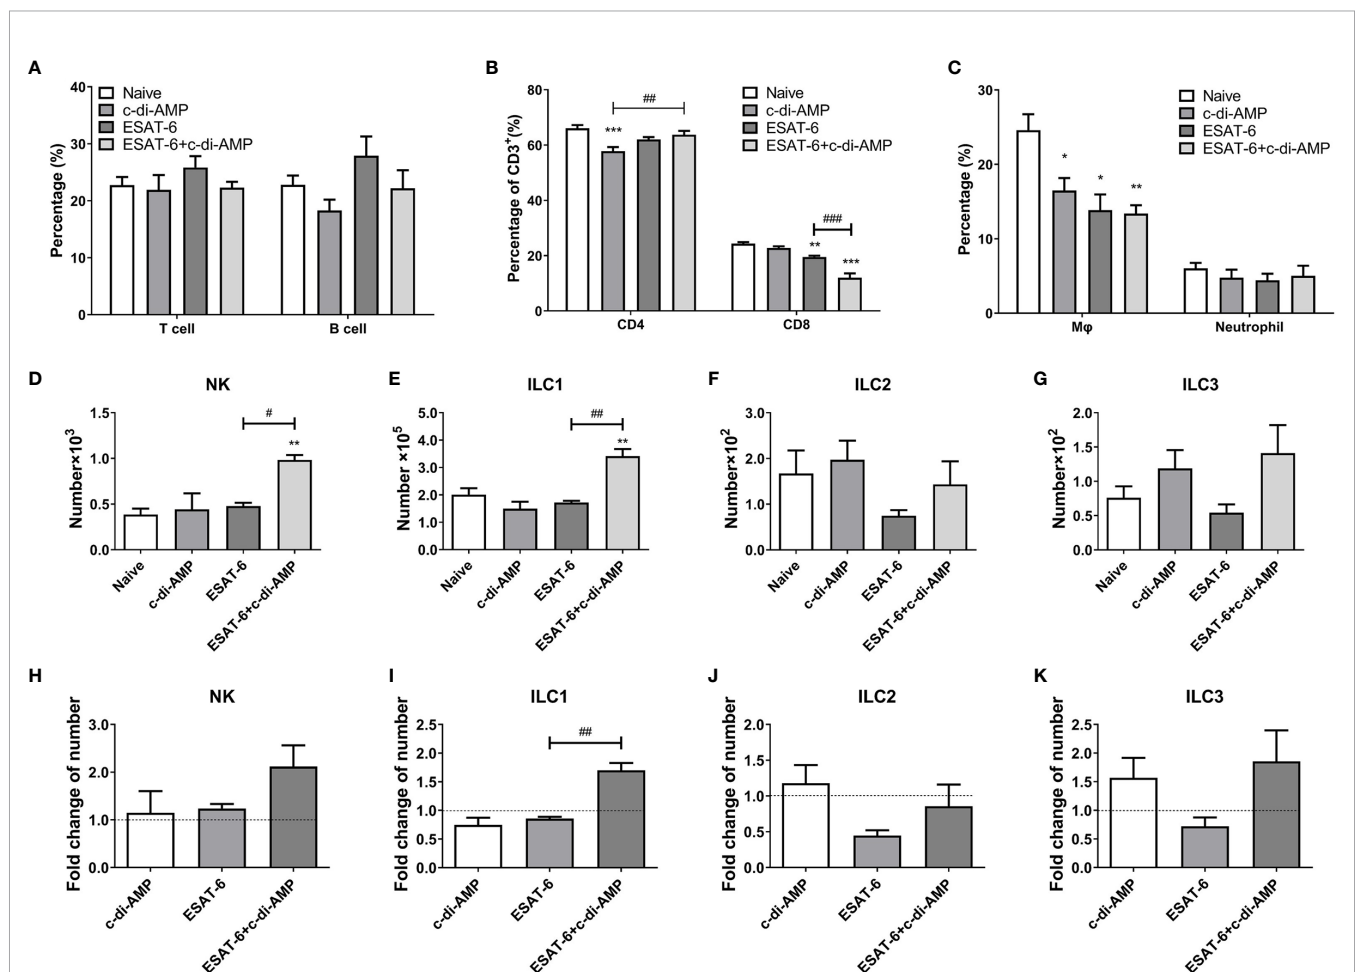 A
Percentage (%)
40
30
20
10
0
Naive
c-di-AMP
ESAT-6
ESAT-6+c-di-AMP
T cell
B cell
B
Percentage of CD3+(%)
80
60
40
20
0
##
***
Naive
c-di-AMP
ESAT-6
ESAT-6+c-di-AMP
###
**
***
CD4
CD8
C
Percentage (%)
30
20
10
0
Naive
c-di-AMP
ESAT-6
ESAT-6+c-di-AMP
*
*
**
Mφ
Neutrophil
D
NK
Number×10³
1.5
1.0
0.5
0.0
#
**
Naive
c-di-AMP
ESAT-6
ESAT-6+c-di-AMP
E
ILC1
Number ×10⁵
5.0
4.0
3.0
2.0
1.0
0.0
##
**
Naive
c-di-AMP
ESAT-6
ESAT-6+c-di-AMP
F
ILC2
Number×10²
3.0
2.0
1.0
0.0
Naive
c-di-AMP
ESAT-6
ESAT-6+c-di-AMP
G
ILC3
Number×10²
2.0
1.5
1.0
0.5
0.0
Naive
c-di-AMP
ESAT-6
ESAT-6+c-di-AMP
H
NK
Fold change of number
3.0
2.0
1.0
0.0
c-di-AMP
ESAT-6
ESAT-6+c-di-AMP
I
ILC1
Fold change of number
2.5
2.0
1.5
1.0
0.5
0.0
##
c-di-AMP
ESAT-6
ESAT-6+c-di-AMP
J
ILC2
Fold change of number
2.0
1.5
1.0
0.5
0.0
c-di-AMP
ESAT-6
ESAT-6+c-di-AMP
K
ILC3
Fold change of number
2.5
2.0
1.5
1.0
0.5
0.0
c-di-AMP
ESAT-6
ESAT-6+c-di-AMP